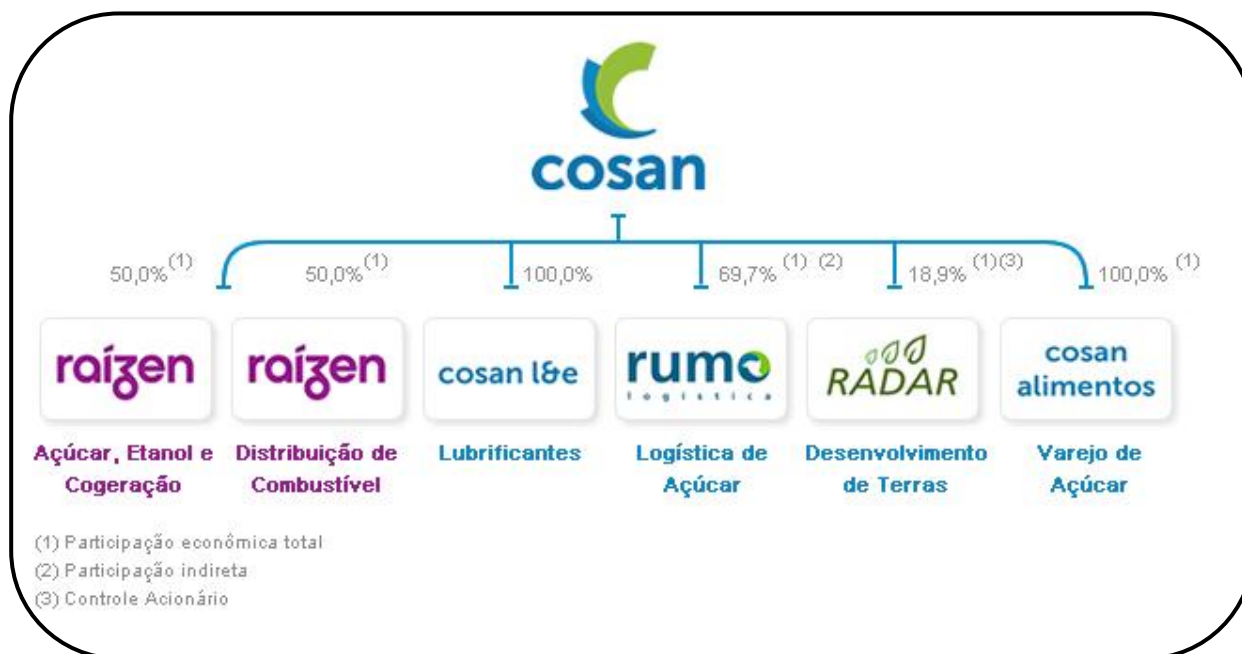 cosan
50,0%(1)
50,0%(1)
100,0%
69,7%(1) (2)
18,9%(1)(3)
100,0%(1)
raízen
raízen
cosan l&e
rumo
logística
RADAR
cosan
alimentos
Açúcar, Etanol e
Cogeração
Distribuição de
Combustível
Lubrificantes
Logística de
Açúcar
Desenvolvimento
de Terras
Varejo de
Açúcar
(1) Participação econômica total
(2) Participação indireta
(3) Controle Acionário